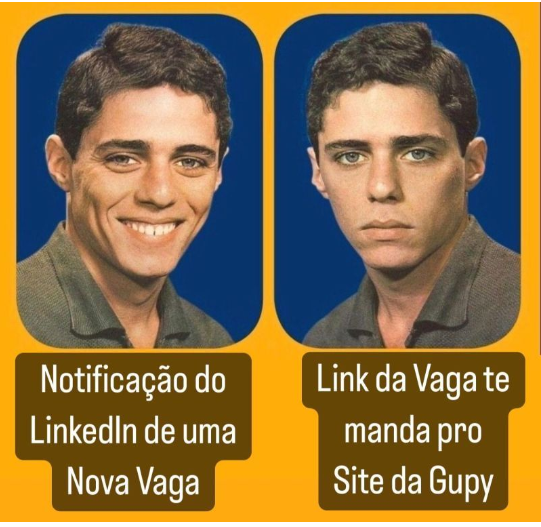 Notificação do
LinkedIn de uma
Nova Vaga
Link da Vaga te
manda pro
Site da Gupy